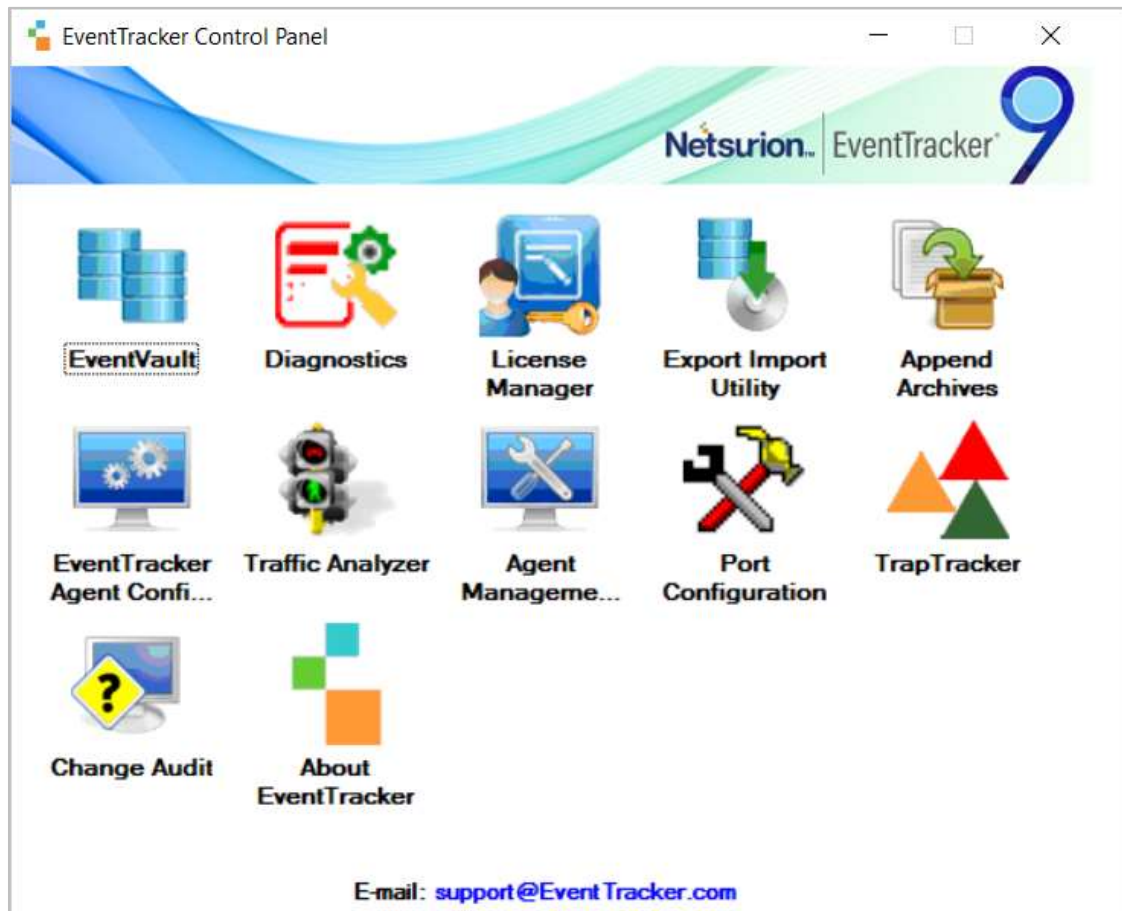 EventTracker Control Panel
Netsurion™ EventTracker® 9
EventVault Diagnostics License Manager Export Import Utility Append Archives
EventTracker Agent Confi... Traffic Analyzer Agent Manageme... Port Configuration TrapTracker
?
Change Audit About EventTracker
E-mail: support@EventTracker.com